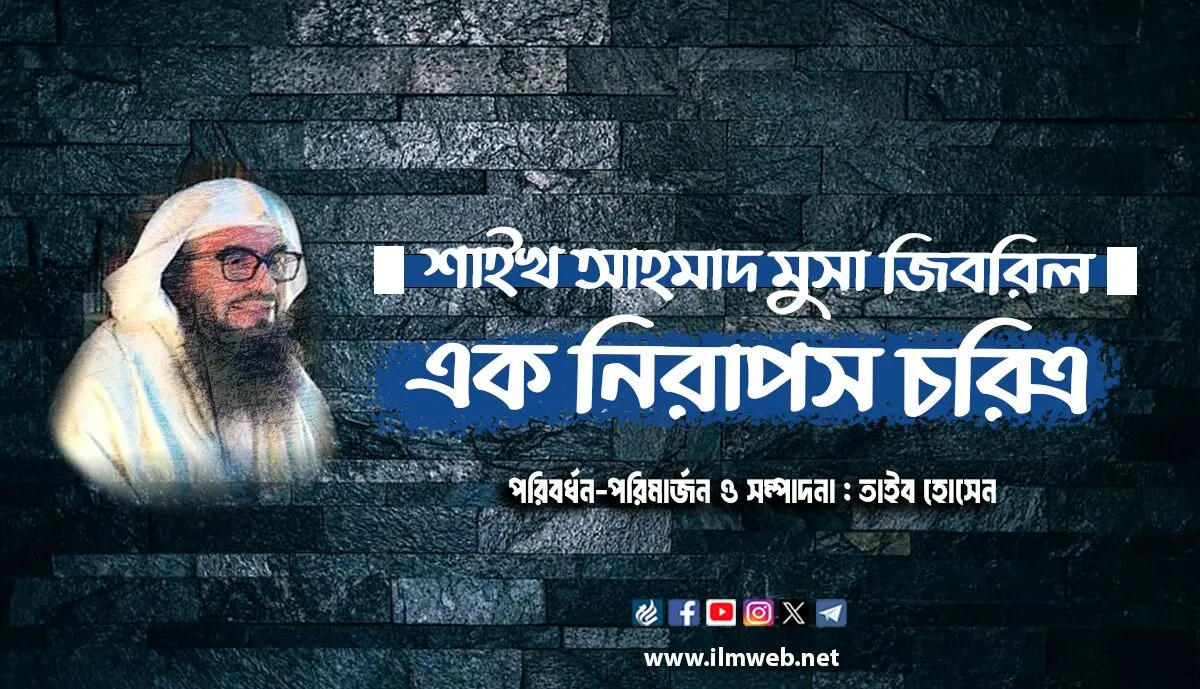 শাইখ আহমাদ মুসা জিবরিল
এক নিরাপস চরিত্র
পরিবর্ধন-পরিমার্জন ও সম্পাদনা : তাইব হোসেন
www.ilmweb.net